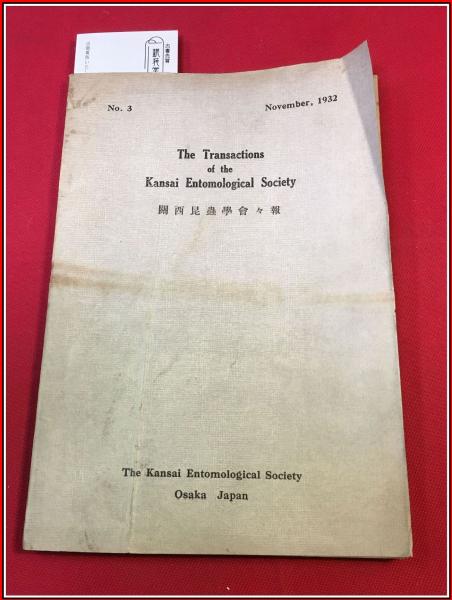 No. 3
November, 1932
The Transactions
of the
Kansai Entomological Society
關西昆蟲學會々報
The Kansai Entomological Society
Osaka Japan